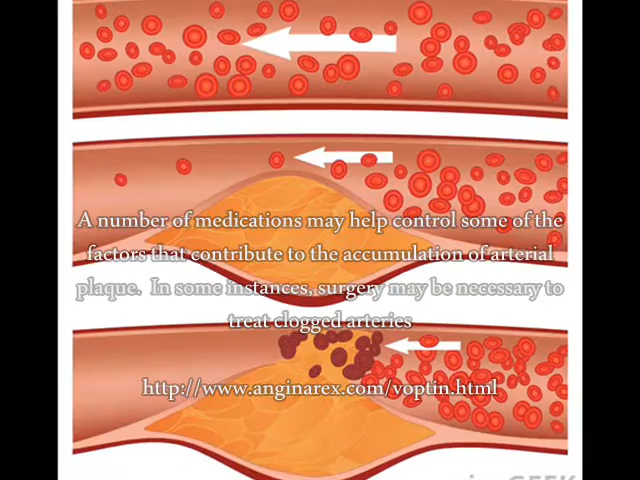 A number of medications may help control some of the
factors that contribute to the accumulation of arterial
plaque. In some instances, surgery may be necessary to
treat clogged arteries
http://www.anginarex.com/voptin.html